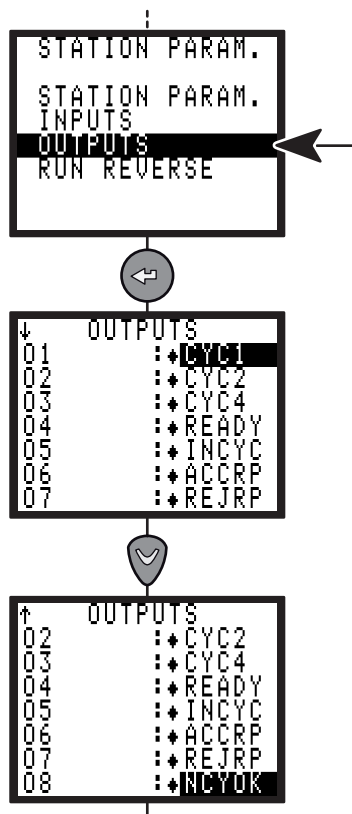 STATION PARAM.
STATION PARAM.
INPUTS
OUTPUTS
RUN REVERSE
↓ OUTPUTS
01 :♦CYC1
02 :♦CYC2
03 :♦CYC4
04 :♦READY
05 :♦INCYC
06 :♦ACCRP
07 :♦REJRP
↑ OUTPUTS
02 :♦CYC2
03 :♦CYC4
04 :♦READY
05 :♦INCYC
06 :♦ACCRP
07 :♦REJRP
08 :♦NCYOK